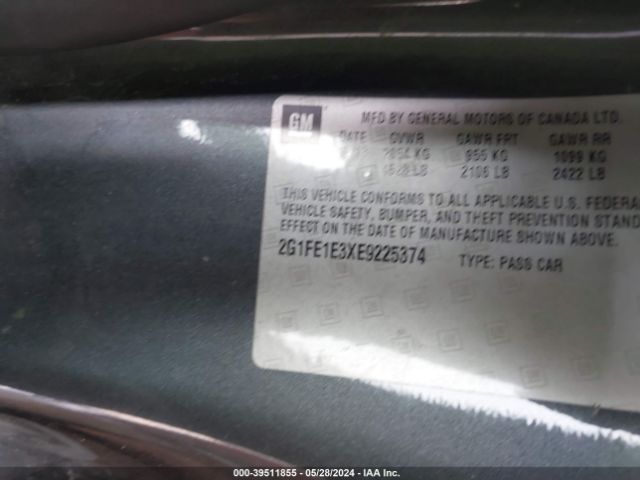 GM
MFD BY GENERAL MOTORS OF CANADA LTD.
DATE GVWR GAWR FRT GAWR RR
KG 955 KG 1099 KG
LB 2106 LB 2422 LB
THIS VEHICLE CONFORMS TO ALL APPLICABLE U.S. FEDERAL
VEHICLE SAFETY, BUMPER, AND THEFT PREVENTION STAND
EFFECT ON THE DATE OF MANUFACTURE SHOWN ABOVE.
2G1FE1E3XE9225374 TYPE: PASS CAR
000-39511855 - 05/28/2024 - IAA Inc.